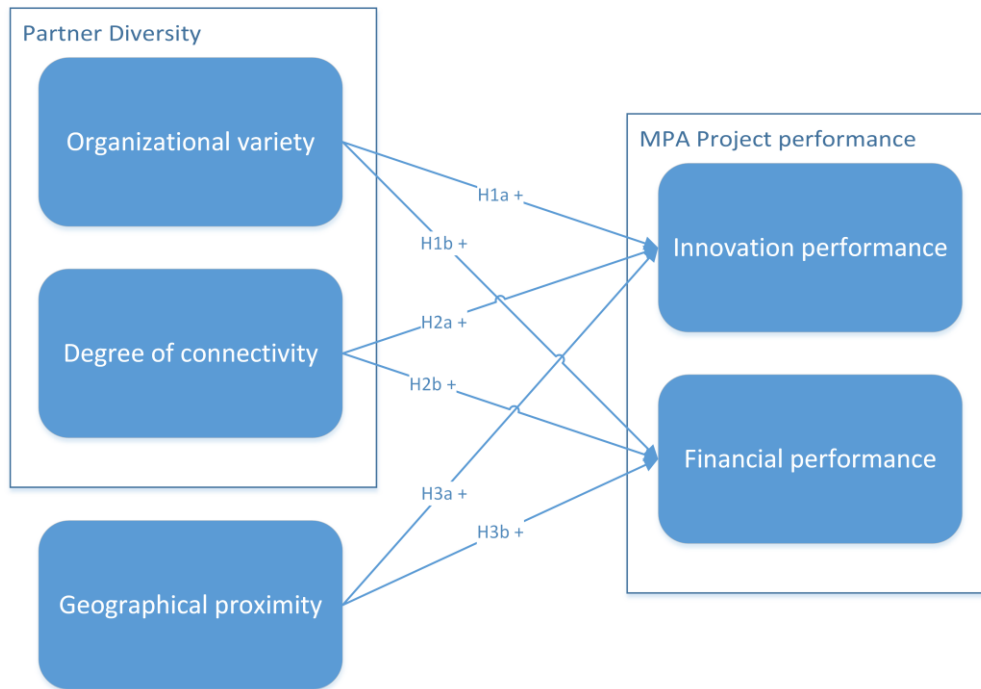 Partner Diversity
Organizational variety
Degree of connectivity
Geographical proximity
H1a +
H1b +
H2a +
H2b +
H3a +
H3b +
MPA Project performance
Innovation performance
Financial performance